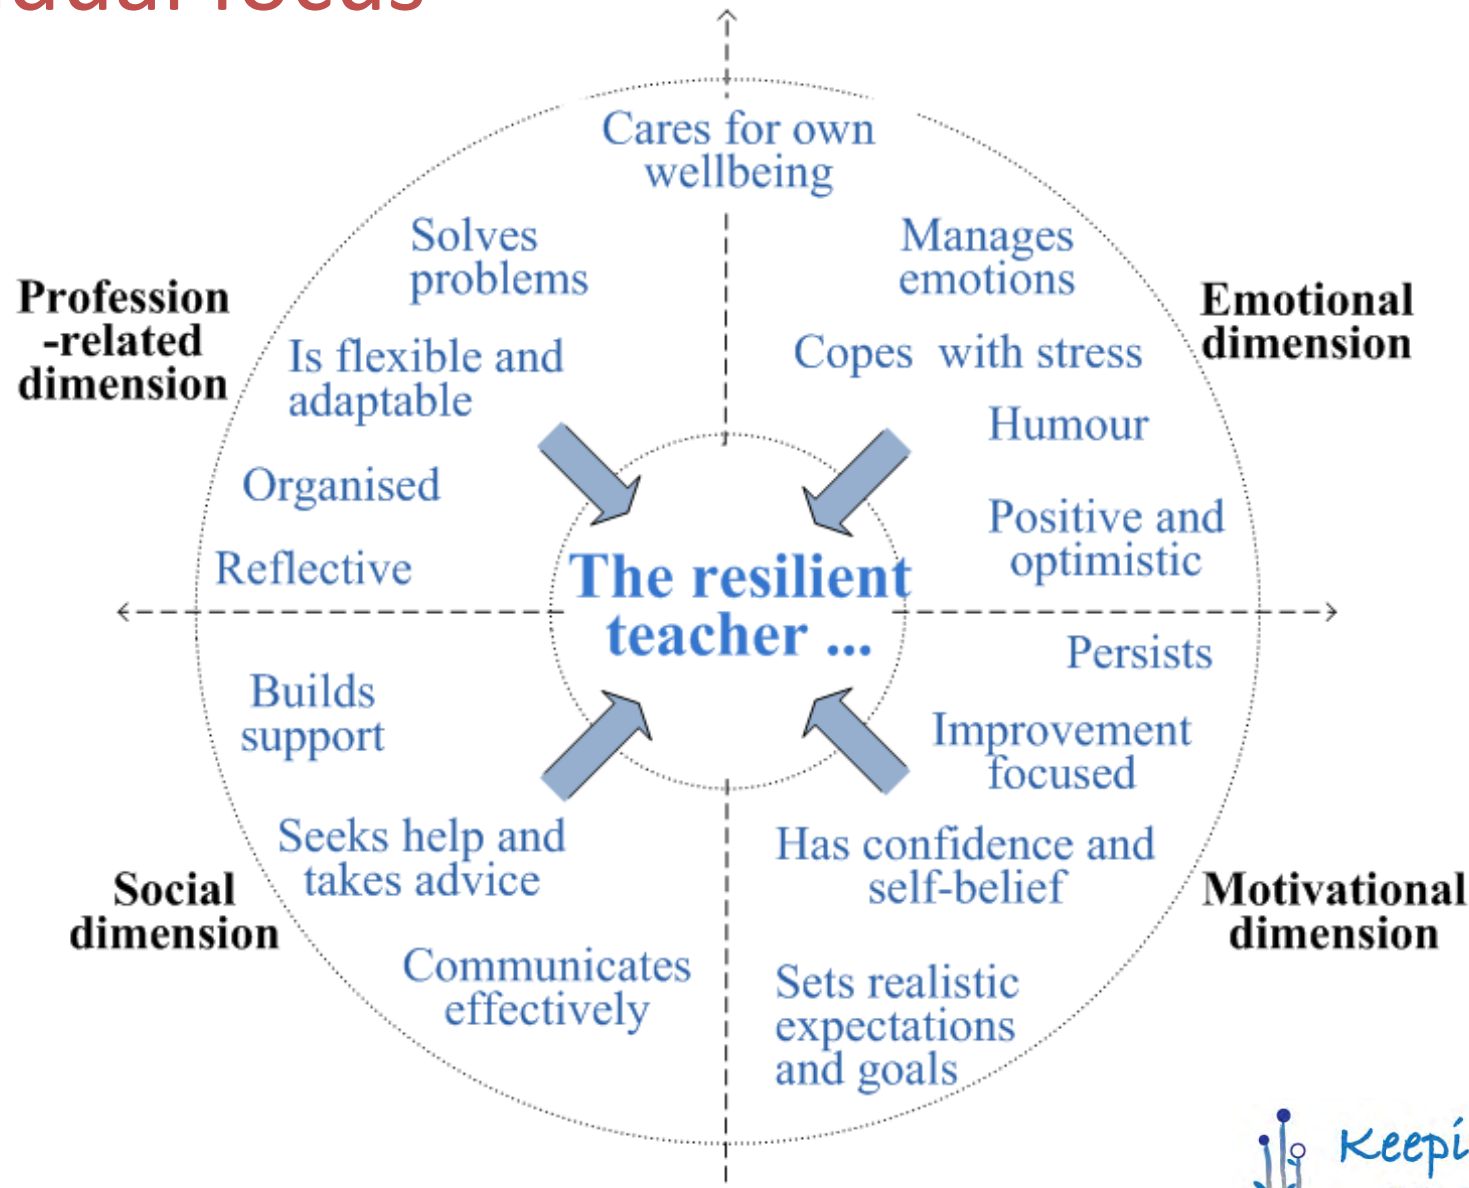 focus
Cares for own
wellbeing
Solves
problems
Manages
emotions
Profession
-related
dimension
Emotional
dimension
Is flexible and
adaptable
Copes with stress
Humour
Organised
Positive and
optimistic
Reflective
The resilient
teacher ...
Persists
Builds
support
Improvement
focused
Seeks help and
takes advice
Has confidence and
self-belief
Social
dimension
Motivational
dimension
Communicates
effectively
Sets realistic
expectations
and goals
Keepi